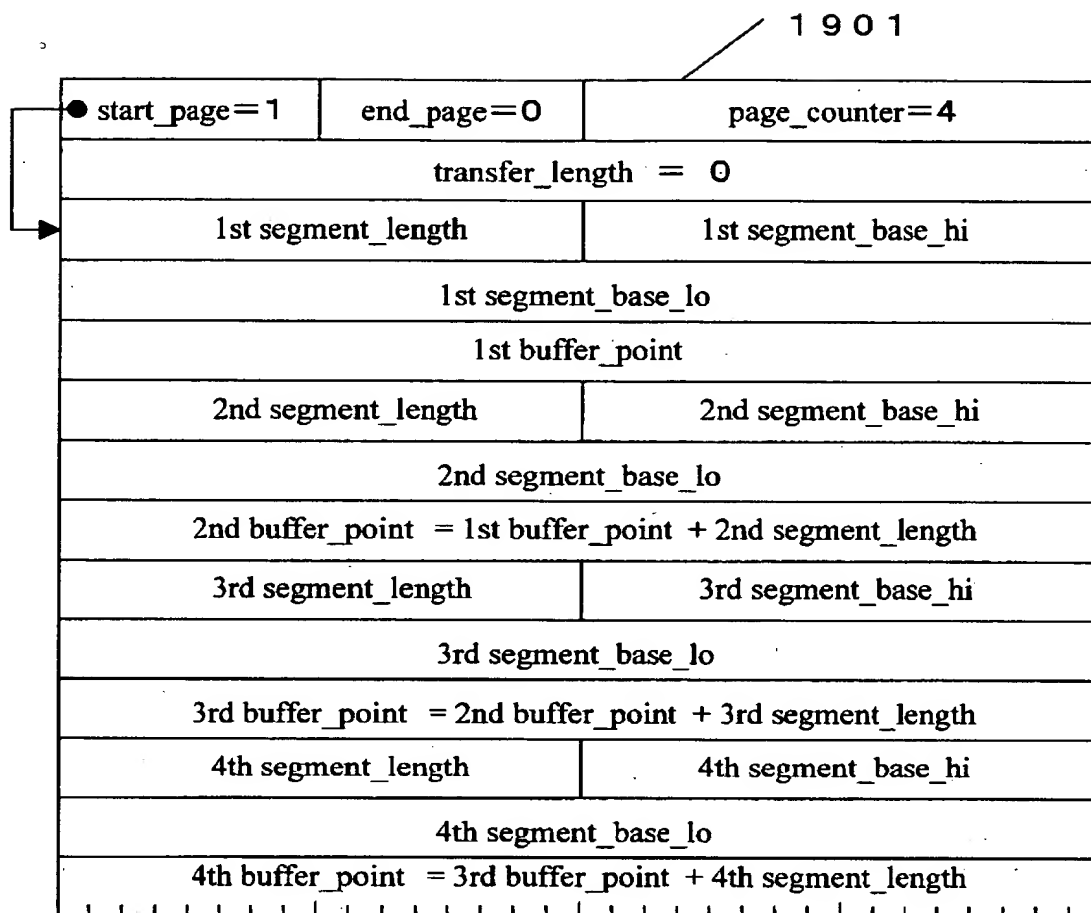 1901
start_page=1 end_page=0 page_counter=4
transfer_length = 0
1st segment_length 1st segment_base_hi
1st segment_base_lo
1st buffer_point
2nd segment_length 2nd segment_base_hi
2nd segment_base_lo
2nd buffer_point = 1st buffer_point + 2nd segment_length
3rd segment_length 3rd segment_base_hi
3rd segment_base_lo
3rd buffer_point = 2nd buffer_point + 3rd segment_length
4th segment_length 4th segment_base_hi
4th segment_base_lo
4th buffer_point = 3rd buffer_point + 4th segment_length